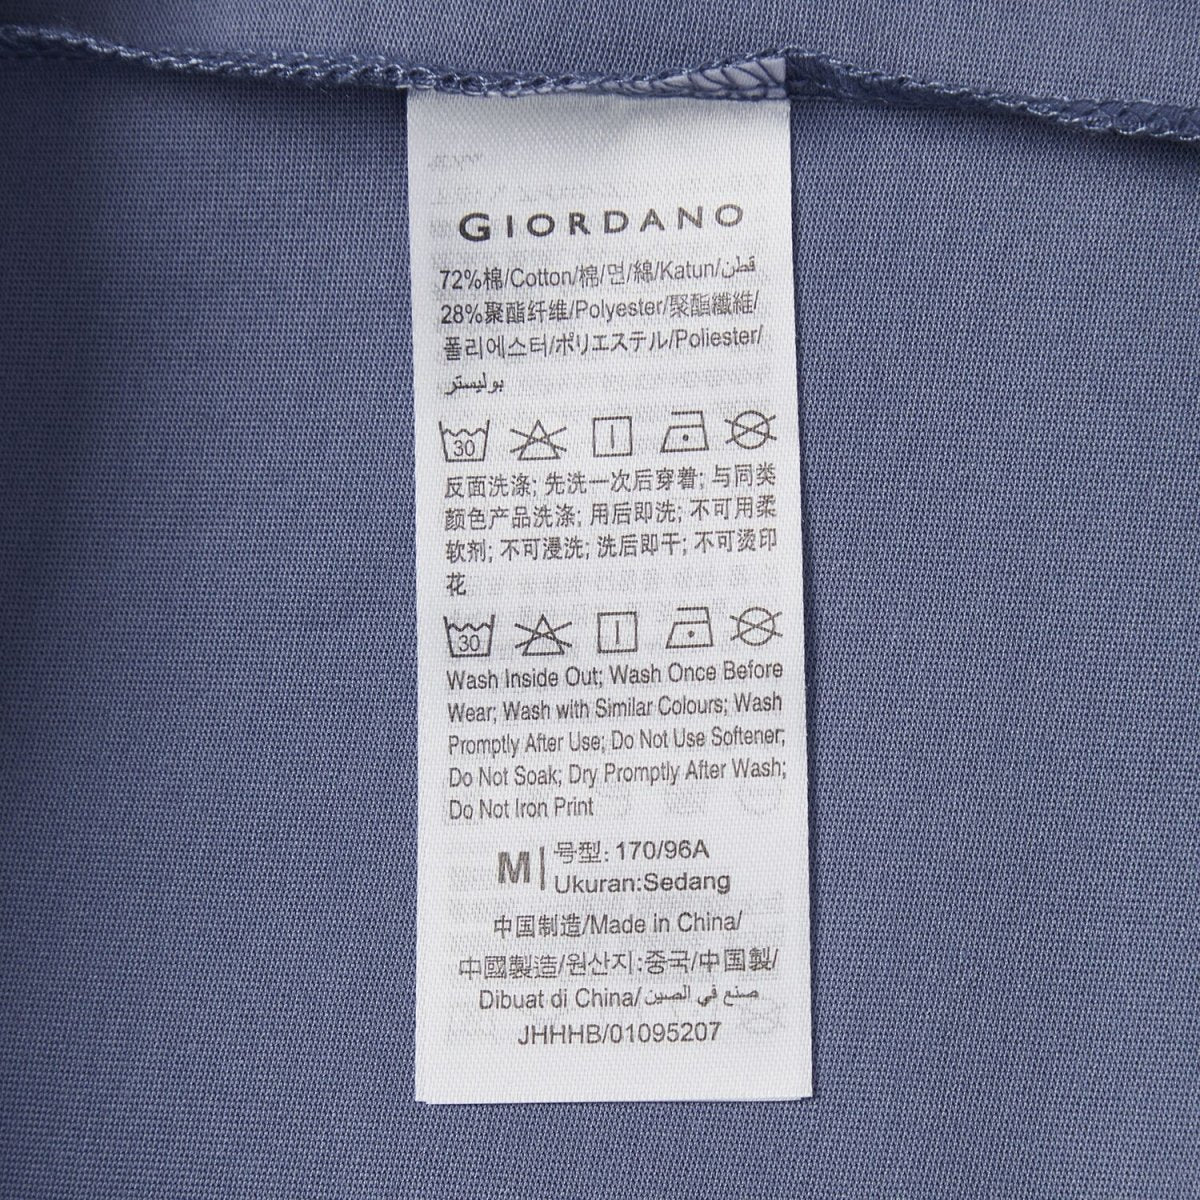 GIORDANO
72%棉/Cotton/棉/면/綿/Katun/قطن
28%聚酯纤维/Polyester/聚酯纖維/
폴리에스터/ポリエステル/Poliester/
بوليستر
30
反面洗涤; 先洗一次后穿着; 与同类
颜色产品洗涤; 用后即洗; 不可用柔
软剂; 不可浸洗; 洗后即干; 不可烫印
花
30
Wash Inside Out; Wash Once Before
Wear; Wash with Similar Colours; Wash
Promptly After Use; Do Not Use Softener;
Do Not Soak; Dry Promptly After Wash;
Do Not Iron Print
M 号型: 170/96A
Ukuran:Sedang
中国制造/Made in China/
中國製造/원산지:중국/中国製/
Dibuat di China/صنع في الصين
JHHHB/01095207